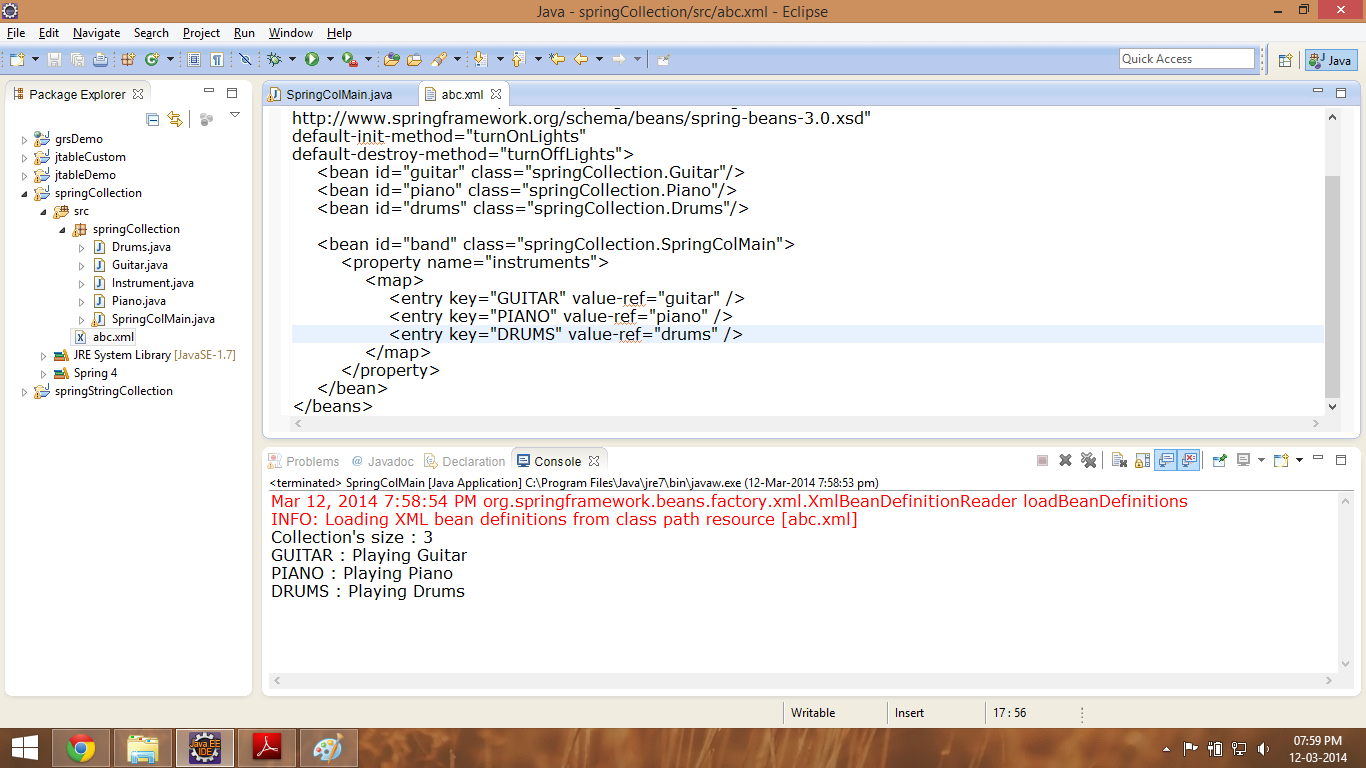 Java - springCollection/src/abc.xml - Eclipse
File Edit Navigate Search Project Run Window Help
Quick Access
Java
Package Explorer
grsDemo
jtableCustom
jtableDemo
springCollection
src
springCollection
Drums.java
Guitar.java
Instrument.java
Piano.java
SpringColMain.java
abc.xml
JRE System Library [JavaSE-1.7]
Spring 4
springStringCollection
SpringColMain.java abc.xml
http://www.springframework.org/schema/beans/spring-beans-3.0.xsd"
default-init-method="turnOnLights"
default-destroy-method="turnOffLights">
<bean id="guitar" class="springCollection.Guitar"/>
<bean id="piano" class="springCollection.Piano"/>
<bean id="drums" class="springCollection.Drums"/>
<bean id="band" class="springCollection.SpringColMain">
<property name="instruments">
<map>
<entry key="GUITAR" value-ref="guitar" />
<entry key="PIANO" value-ref="piano" />
<entry key="DRUMS" value-ref="drums" />
</map>
</property>
</bean>
</beans>
Problems @ Javadoc Declaration Console
<terminated> SpringColMain [Java Application] C:\Program Files\Java\jre7\bin\javaw.exe (12-Mar-2014 7:58:53 pm)
Mar 12, 2014 7:58:54 PM org.springframework.beans.factory.xml.XmlBeanDefinitionReader loadBeanDefinitions
INFO: Loading XML bean definitions from class path resource [abc.xml]
Collection's size : 3
GUITAR : Playing Guitar
PIANO : Playing Piano
DRUMS : Playing Drums
Writable Insert 17 : 56
Java EE
IDE
07:59 PM
12-03-2014